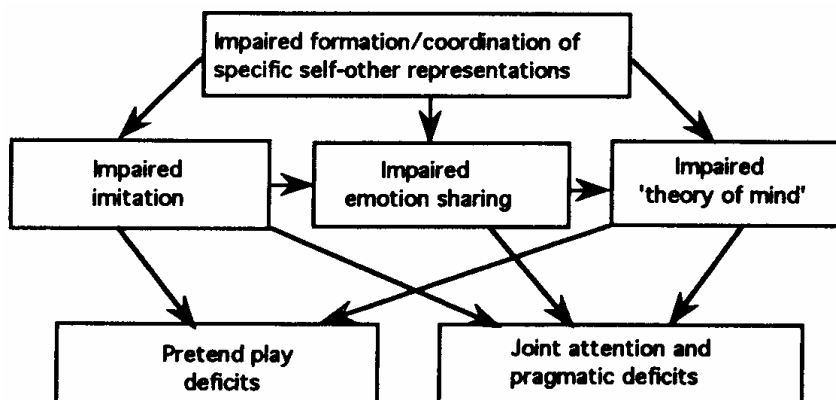 Impaired formation/coordination of
specific self-other representations
Impaired
imitation
Impaired
emotion sharing
Impaired
'theory of mind'
Pretend play
deficits
Joint attention and
pragmatic deficits